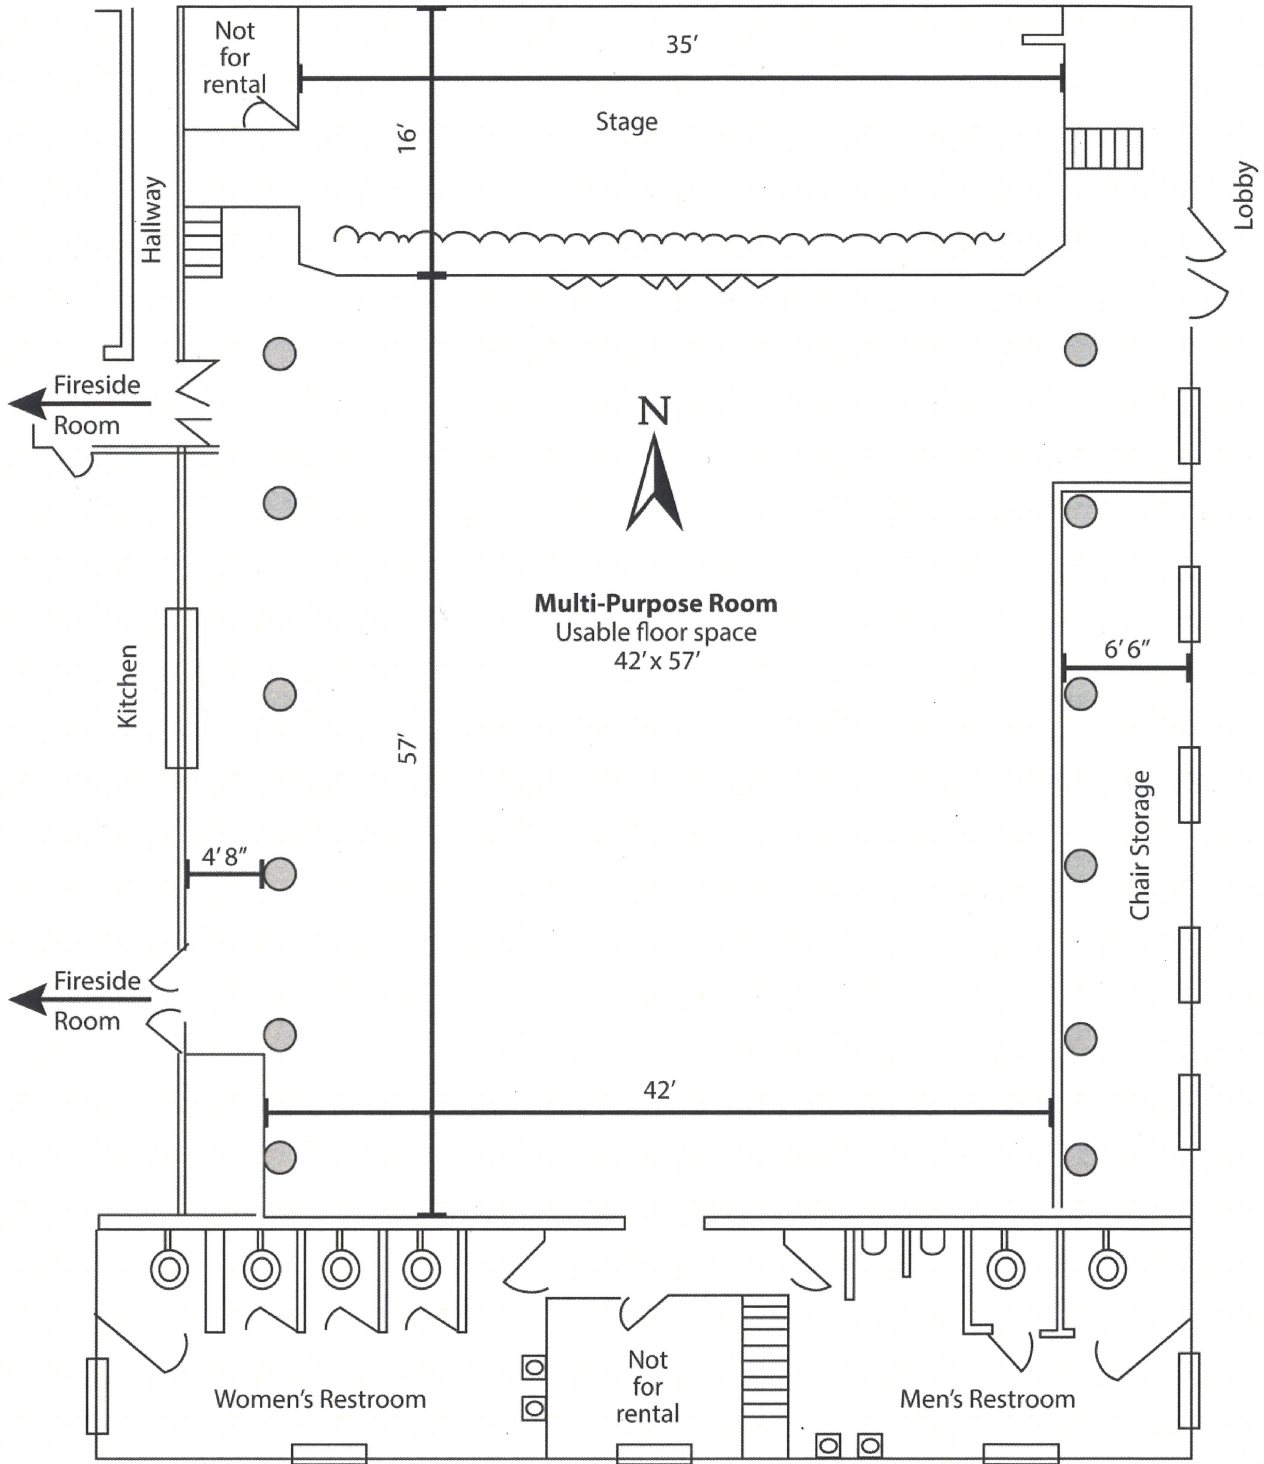 Not
for
rental
35′
16′
Stage
Hallway
Lobby
Fireside
Room
N
Multi-Purpose Room
Usable floor space
42′ x 57′
6′ 6″
Kitchen
57′
Chair Storage
4′ 8″
Fireside
Room
42′
Women's Restroom
Not
for
rental
Men's Restroom